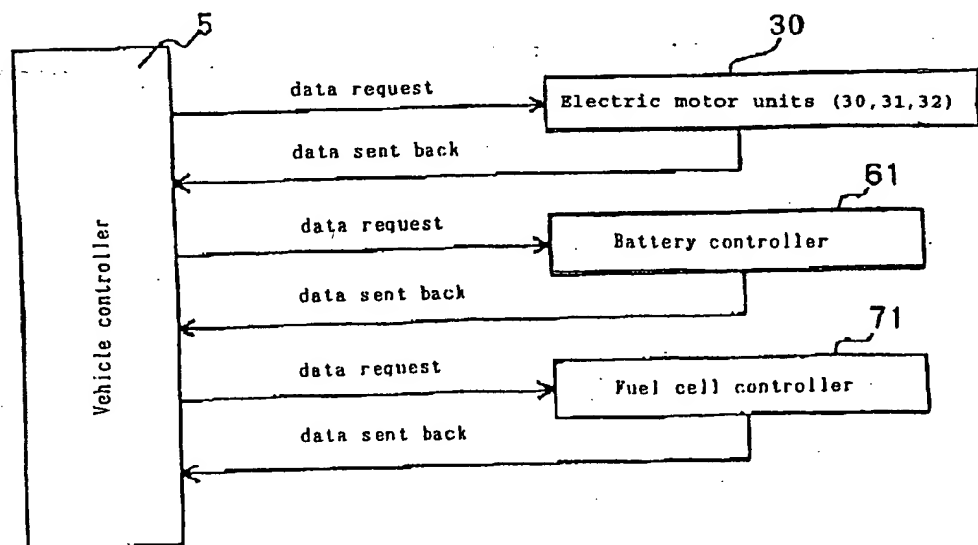 5
30
data request
Electric motor units (30,31,32)
data sent back
61
data request
Battery controller
data sent back
71
data request
Fuel cell controller
data sent back
Vehicle controller